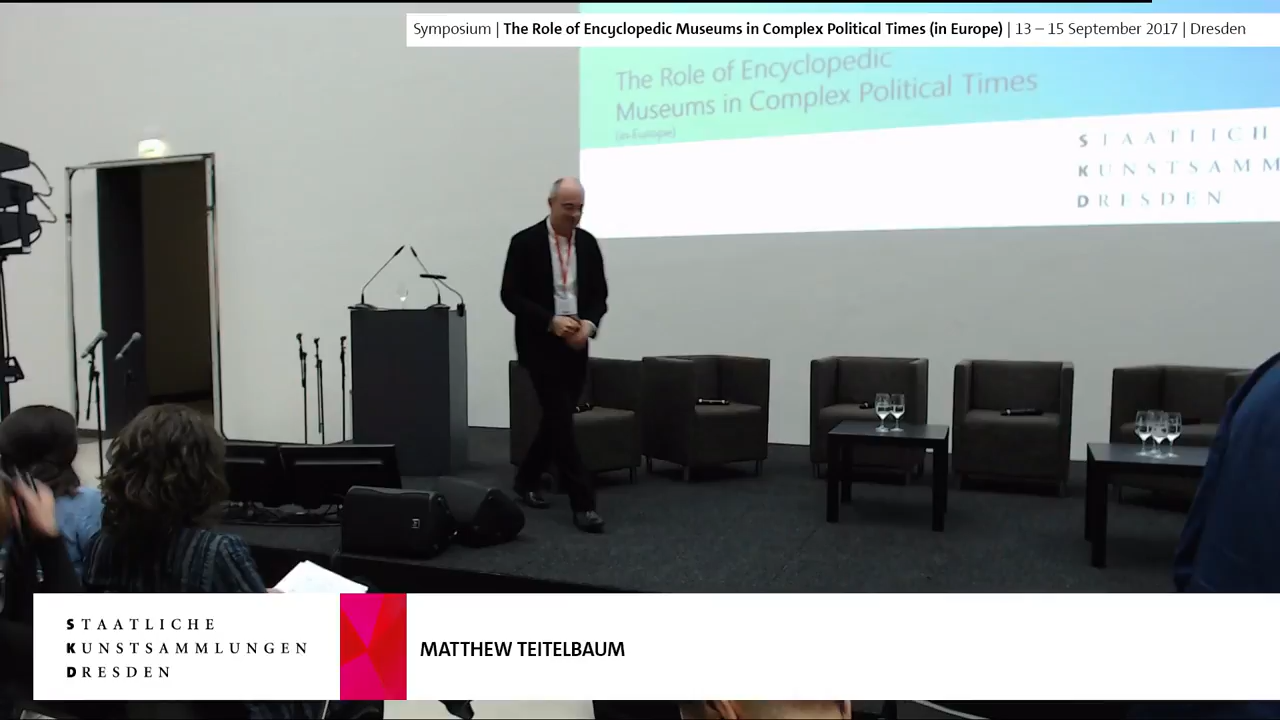 Symposium | The Role of Encyclopedic Museums in Complex Political Times (in Europe) | 13 – 15 September 2017 | Dresden
The Role of Encyclopedic
Museums in Complex Political Times
(in Europe)
STAATLICH
KUNSTSAMM
DRESDEN
STAATLICHE
KUNSTSAMMLUNGEN
DRESDEN
MATTHEW TEITELBAUM